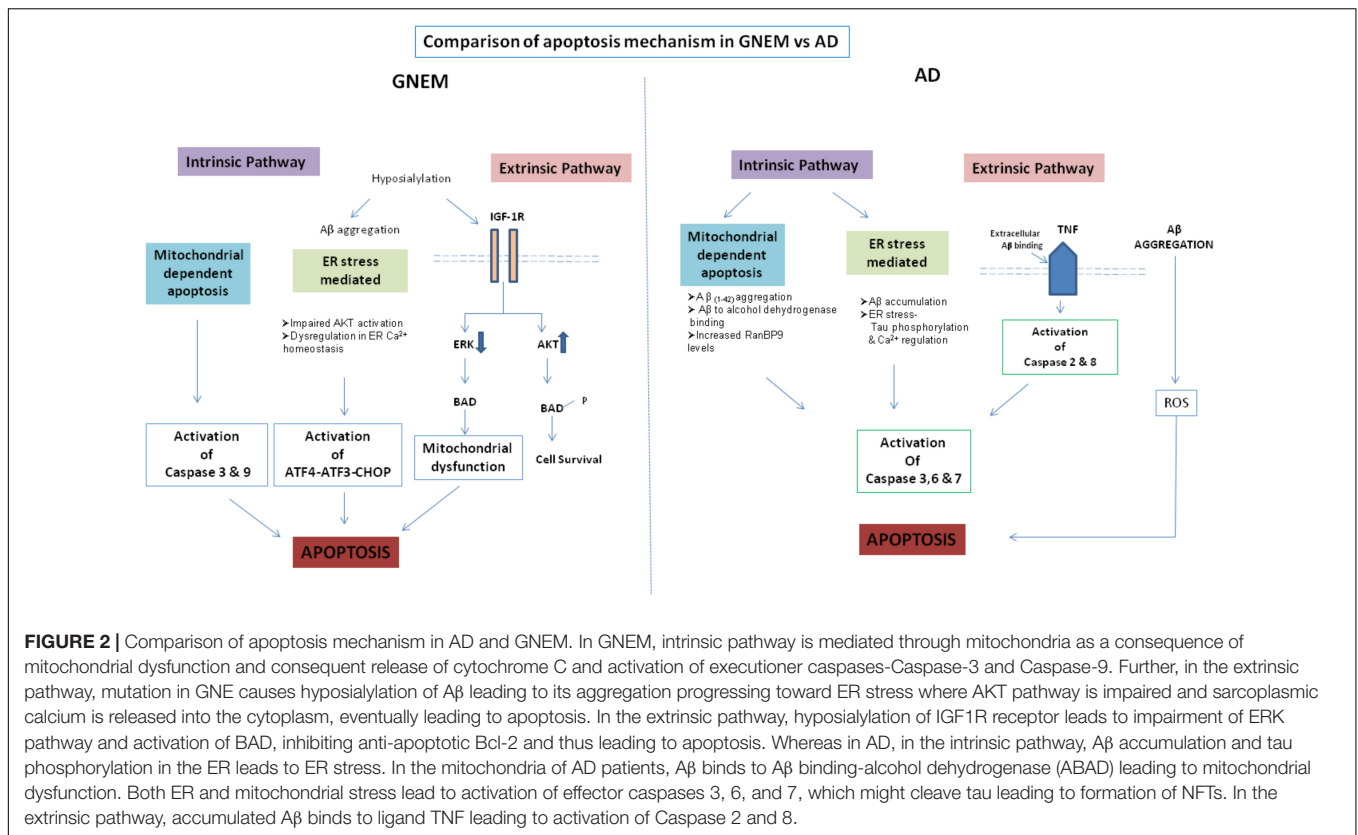 Comparison of apoptosis mechanism in GNEM vs AD
GNEM
Intrinsic Pathway
Extrinsic Pathway
Hyposialylation
IGF-1R
Aβ aggregation
Mitochondrial
dependent
apoptosis
ER stress
mediated
➤Impaired AKT activation
➤Dysregulation in ER Ca²⁺
homeostasis
ERK
AKT
BAD
BAD
P
Activation
of
Caspase 3 & 9
Activation
of
ATF4-ATF3-CHOP
Mitochondrial
dysfunction
Cell Survival
APOPTOSIS
AD
Intrinsic Pathway
Extrinsic Pathway
Mitochondrial
dependent
apoptosis
➤Aβ (1-42) aggregation
➤Aβ to alcohol dehydrogenase
binding
➤Increased RanBP9
levels
ER stress
mediated
➤Aβ accumulation
➤ER stress-
Tau phosphorylation
& Ca²⁺ regulation
Extracellular
Aβ binding
TNF
Aβ
AGGREGATION
Activation
of
Caspase 2 & 8
ROS
Activation
Of
Caspase 3,6 & 7
APOPTOSIS
FIGURE 2 | Comparison of apoptosis mechanism in AD and GNEM. In GNEM, intrinsic pathway is mediated through mitochondria as a consequence of
mitochondrial dysfunction and consequent release of cytochrome C and activation of executioner caspases-Caspase-3 and Caspase-9. Further, in the extrinsic
pathway, mutation in GNE causes hyposialylation of Aβ leading to its aggregation progressing toward ER stress where AKT pathway is impaired and sarcoplasmic
calcium is released into the cytoplasm, eventually leading to apoptosis. In the extrinsic pathway, hyposialylation of IGF1R receptor leads to impairment of ERK
pathway and activation of BAD, inhibiting anti-apoptotic Bcl-2 and thus leading to apoptosis. Whereas in AD, in the intrinsic pathway, Aβ accumulation and tau
phosphorylation in the ER leads to ER stress. In the mitochondria of AD patients, Aβ binds to Aβ binding-alcohol dehydrogenase (ABAD) leading to mitochondrial
dysfunction. Both ER and mitochondrial stress lead to activation of effector caspases 3, 6, and 7, which might cleave tau leading to formation of NFTs. In the
extrinsic pathway, accumulated Aβ binds to ligand TNF leading to activation of Caspase 2 and 8.